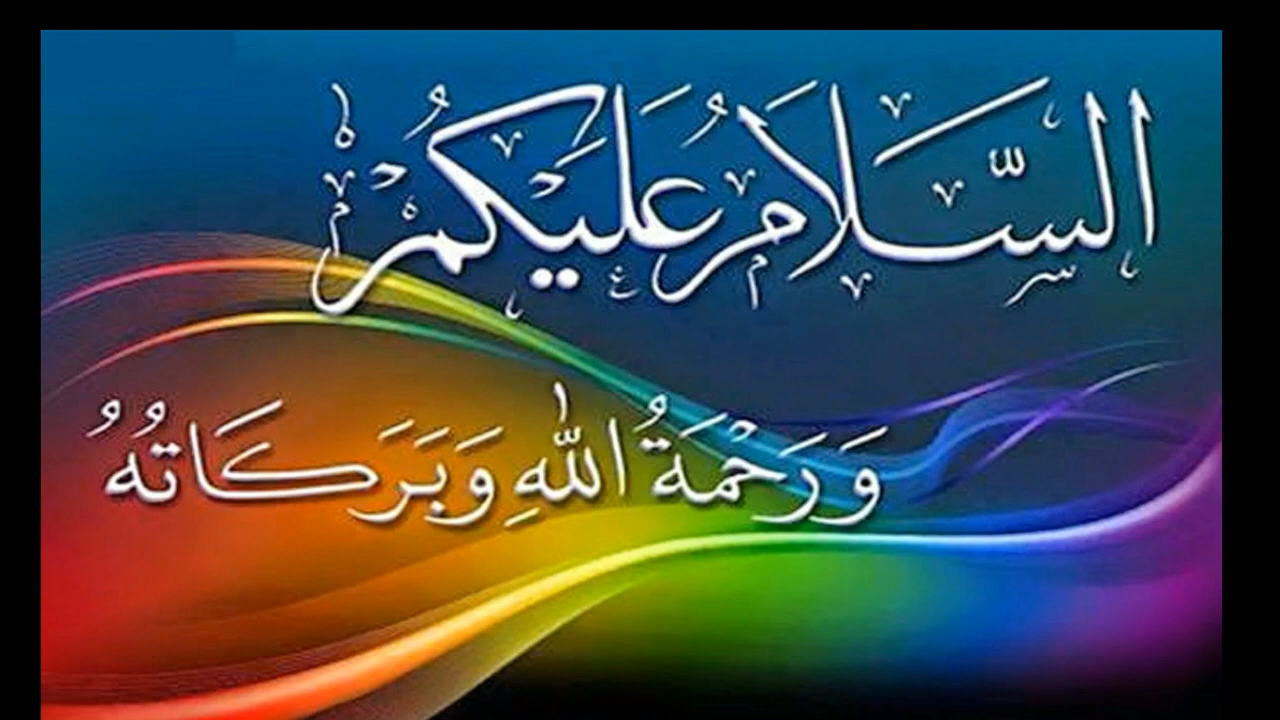 السَّلَامُ عَلَيْكُمْ
وَرَحْمَةُ اللهِ وَبَرَكَاتُهُ